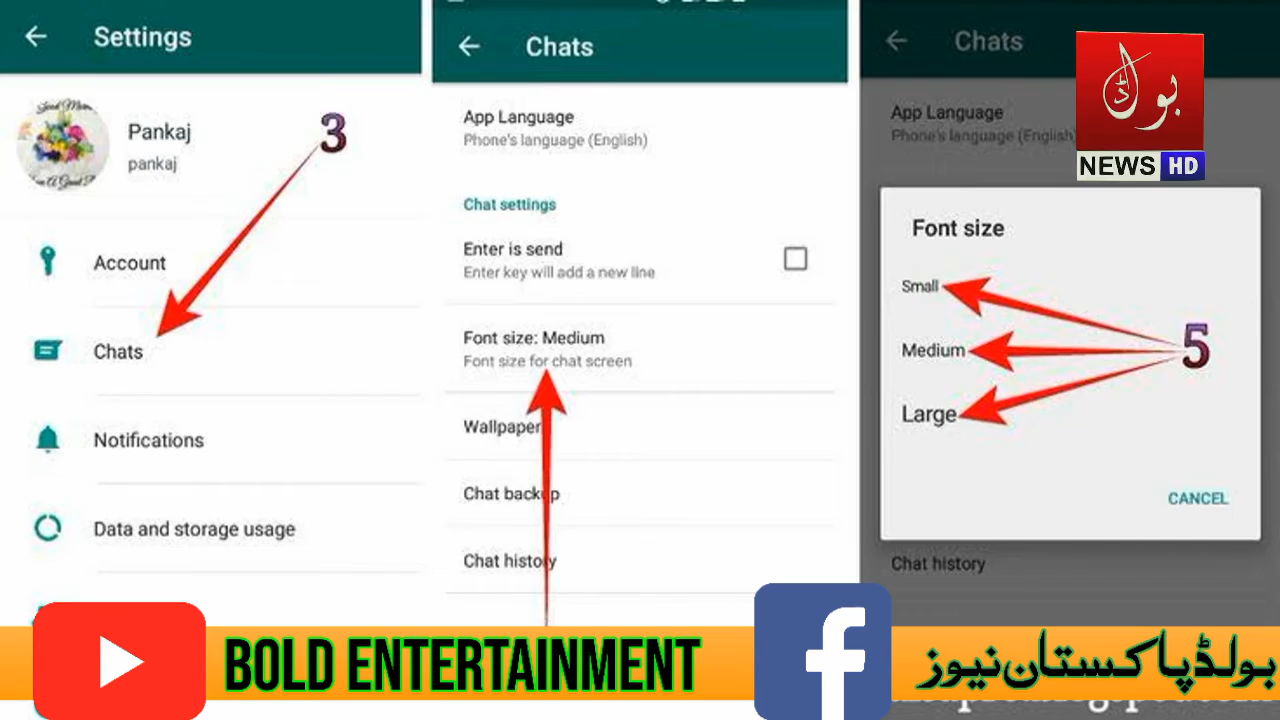 Settings
Pankaj
pankaj
3
Account
Chats
Notifications
Data and storage usage
Chats
App Language
Phone's language (English)
Chat settings
Enter is send
Enter key will add a new line
Font size: Medium
Font size for chat screen
Wallpaper
Chat backup
Chat history
Chats
App Language
Phone's language (English)
بولڈ
NEWS HD
Font size
Small
Medium
Large
5
CANCEL
Chat history
BOLD ENTERTAINMENT
f
بولڈپاکستان نیوز